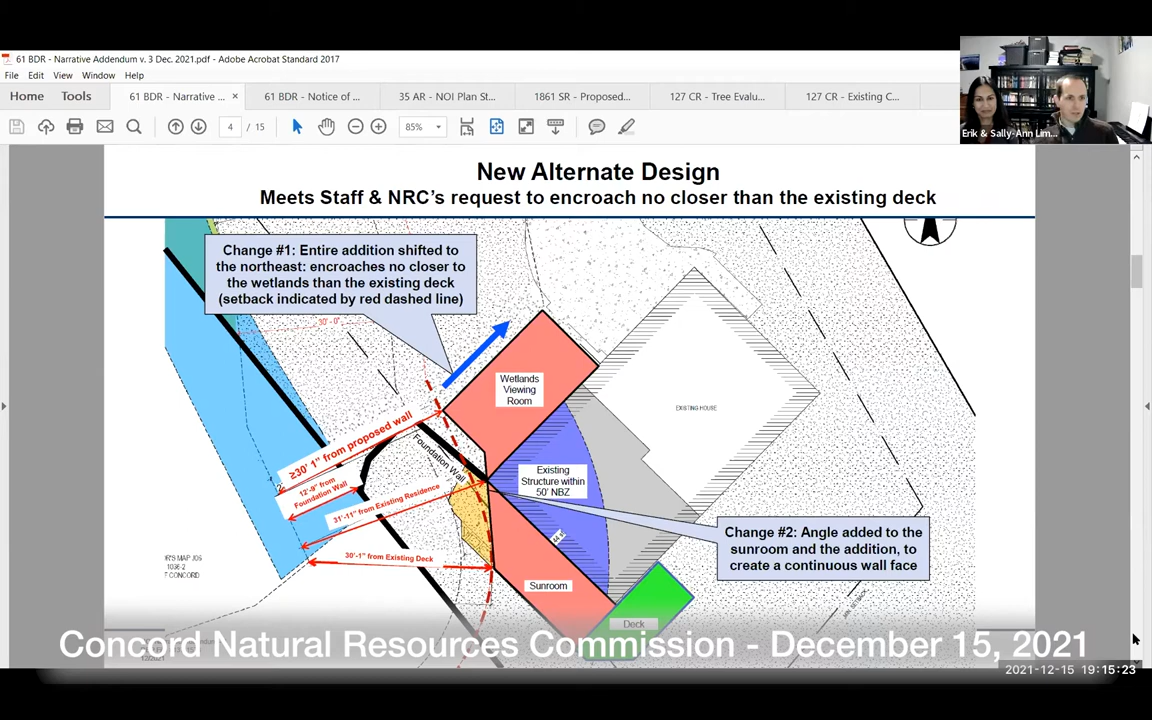 61 BDR - Narrative Addendum v. 3 Dec. 2021.pdf - Adobe Acrobat Standard 2017
File Edit View Window Help
Home Tools 61 BDR - Narrative ... × 61 BDR - Notice of ... 35 AR - NOI Plan St... 1861 SR - Proposed... 127 CR - Tree Evalu... 127 CR - Existing C...
4 / 15 85%
Erik & Sally-Ann Lim...
New Alternate Design
Meets Staff & NRC's request to encroach no closer than the existing deck
Change #1: Entire addition shifted to
the northeast: encroaches no closer to
the wetlands than the existing deck
(setback indicated by red dashed line)
30'- 0"
Wetlands
Viewing
Room
EXISTING HOUSE
≥30' 1" from proposed wall
Foundation Wall
12'-9" from
Foundation Wall
31'-11" from Existing Residence
30'-1" from Existing Deck
Existing
Structure within
50' NBZ
Change #2: Angle added to the
sunroom and the addition, to
create a continuous wall face
Sunroom
Deck
R'S MAP J05
1036-2
F CONCORD
Concord Natural Resources Commission - December 15, 2021
2021-12-15 19:15:23